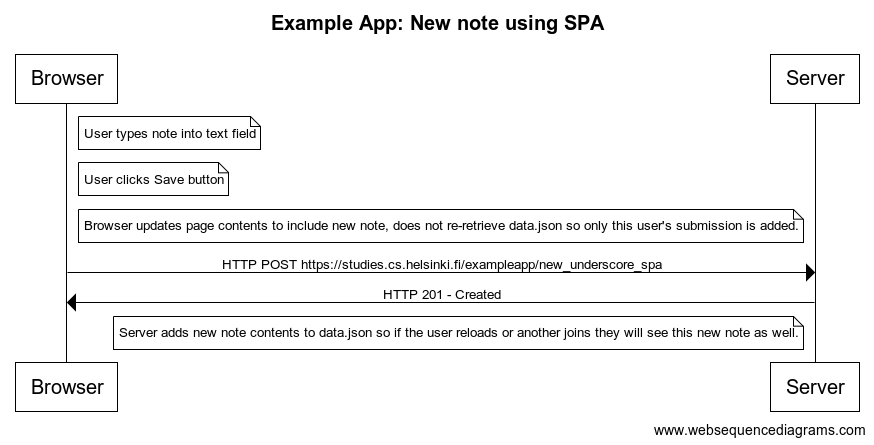 Example App: New note using SPA
Browser
Server
User types note into text field
User clicks Save button
Browser updates page contents to include new note, does not re-retrieve data.json so only this user's submission is added.
HTTP POST https://studies.cs.helsinki.fi/exampleapp/new_underscore_spa
HTTP 201 - Created
Server adds new note contents to data.json so if the user reloads or another joins they will see this new note as well.
Browser
Server
www.websequencediagrams.com